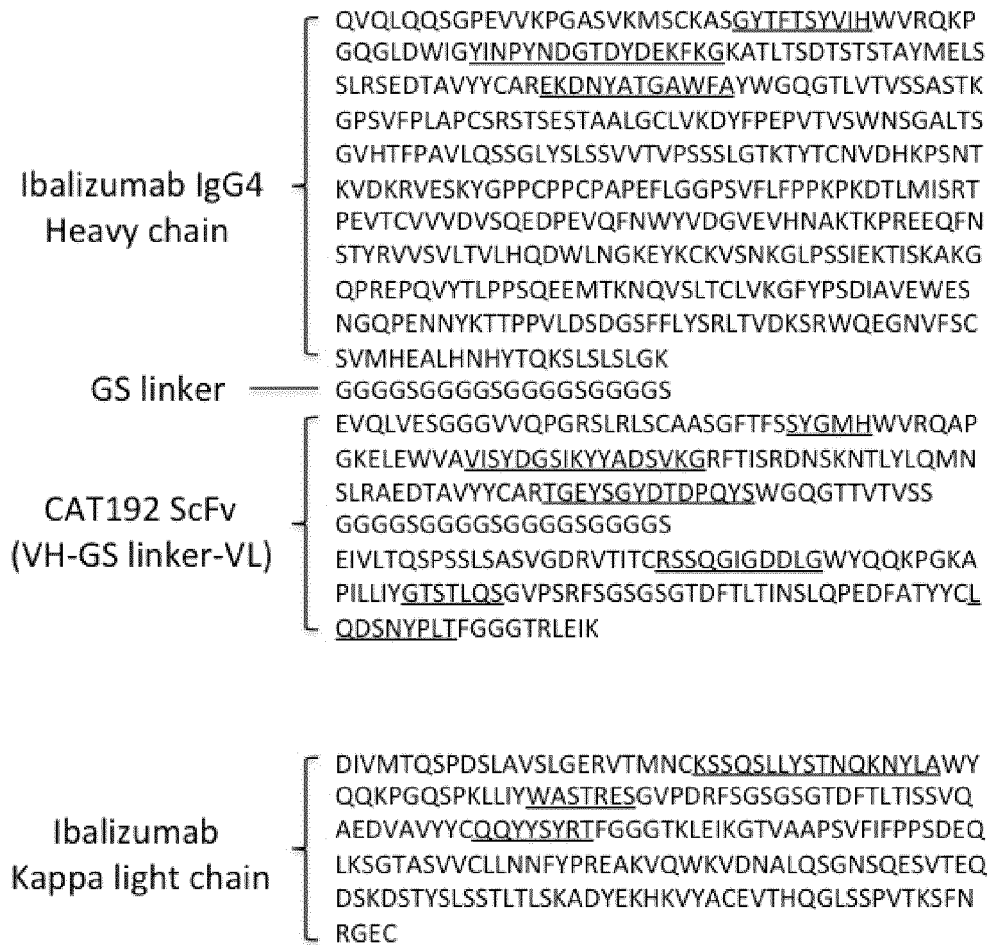 QVQLQQSGPEVVKPGASVKMSCKASGYTFTSYVIHWVRQKP
GQGLDWIGYINPYNDGTDYDEKFKGKATLTSDTSTSTAYMELS
SLRSEDTAVYYCAREKDNYATGAWFAYWGQGTLVTVSSASTK
GPSVFPLAPCSRSTSESTAALGCLVKDYFPEPVTVSWNSGALTS
GVHTFPAVLQSSGLYSLSSVVTVPSSSLGTKTYTCNVDHKPSNT
Ibalizumab IgG4
Heavy chain
KVDKRVESKYGPPCPPCPAPEFLGGPSVFLFPPKPKDTLMISRT
PEVTCVVVDVSQEDPEVQFNWYVDGVEVHNAKTKPREEQFN
STYRVVSVLTVLHQDWLNGKEYKCKVSNKGLPSSIEKTISKAKG
QPREPQVYTLPPSQEEMTKNQVSLTCLVKGFYPSDIAVEWES
NGQPENNYKTTPPVLDSDGSFFLYSRLTVDKSRWQEGNVFSC
SVMHEALHNHYTQKSLSLSLGK
GS linker
GGGGSGGGGSGGGGSGGGGS
EVQLVESGGGVVQPGRSLRLSCAASGFTFSSYGMHWVRQAP
GKELEWVAVISYDGSIKYYADSVKGRFTISRDNSKNTLYLQMN
SLRAEDTAVYYCARTGEYSGYDTDPQYSWGQGTTVTVSS
CAT192 ScFv
(VH-GS linker-VL)
GGGGSGGGGSGGGGSGGGGS
EIVLTQSPSSLSASVGDRVTITCRSSQGIGDDLGWYQQKPGKA
PILLIYGTSTLQSGVPSRFSGSGSGTDFTLTINSLQPEDFATYYCL
QDSNYPLTFGGGTRLEIK
DIVMTQSPDSLAVSLGERVTMNCKSSQSLLYSTNQKNYLAWY
QQKPGQSPKLLIYWASTRESGVPDRFSGSGSGTDFTLTISSVQ
AEDVAVYYCQQYYSYRTFGGGTKLEIKGTVAAPSVFIFPPSDEQ
Ibalizumab
Kappa light chain
LKSGTASVVCLLNNFYPREAKVQWKVDNALQSGNSQESVTEQ
DSKDSTYSLSSTLTLSKADYEKHKVYACEVTHQGLSSPVTKSFN
RGEC